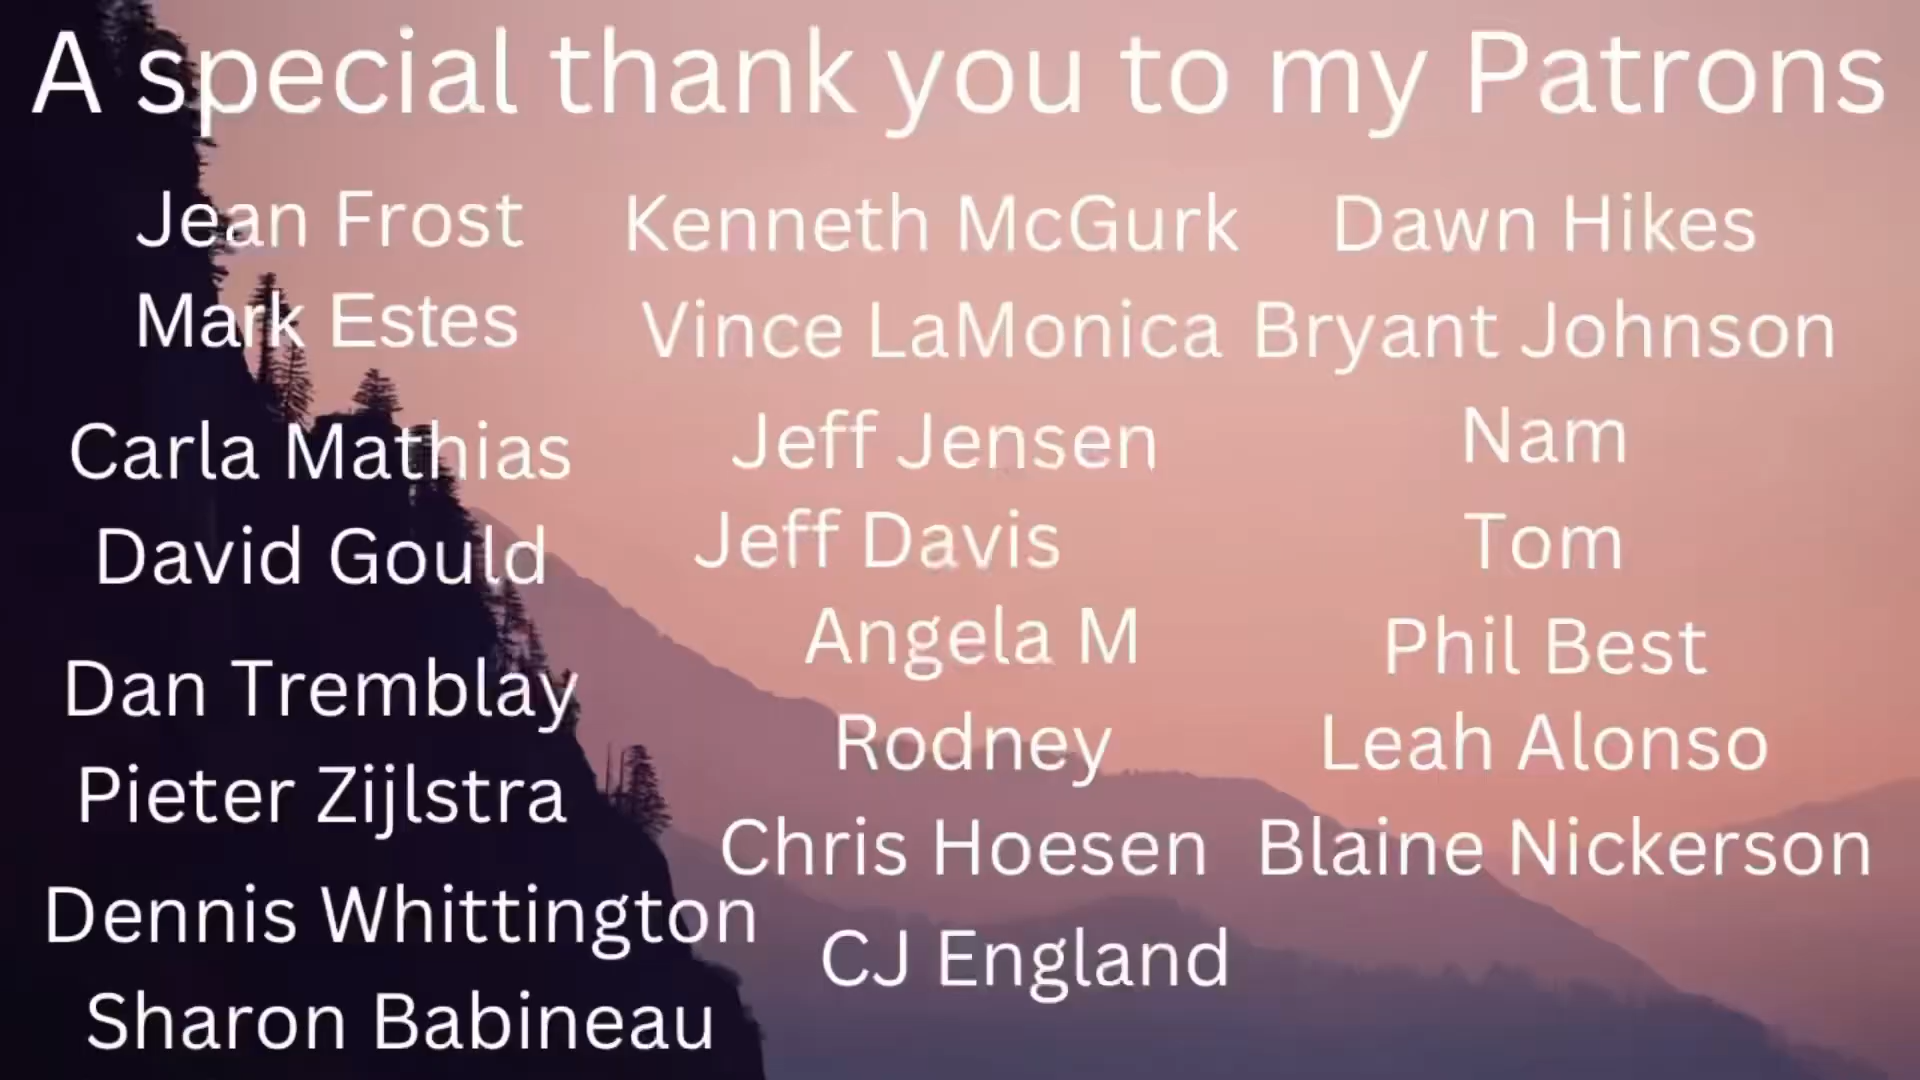 A special thank you to my Patrons
Jean Frost
Mark Estes
Carla Mathias
David Gould
Dan Tremblay
Pieter Zijlstra
Dennis Whittington
Sharon Babineau
Kenneth McGurk
Vince LaMonica
Jeff Jensen
Jeff Davis
Angela M
Rodney
Chris Hoesen
CJ England
Dawn Hikes
Bryant Johnson
Nam
Tom
Phil Best
Leah Alonso
Blaine Nickerson